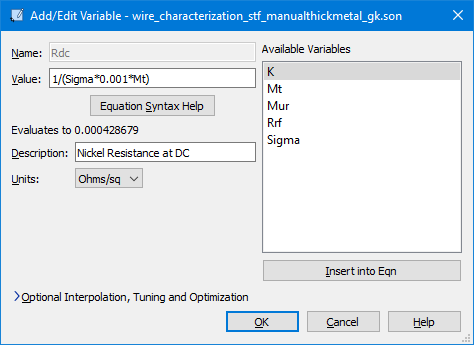 Add/Edit Variable - wire_characterization_stf_manualthickmetal_gk.son
Name: Rdc
Value: 1/(Sigma*0.001*Mt)
Equation Syntax Help
Evaluates to 0.000428679
Description: Nickel Resistance at DC
Units: Ohms/sq
Available Variables
K
Mt
Mur
Rrf
Sigma
Insert into Eqn
Optional Interpolation, Tuning and Optimization
OK Cancel Help